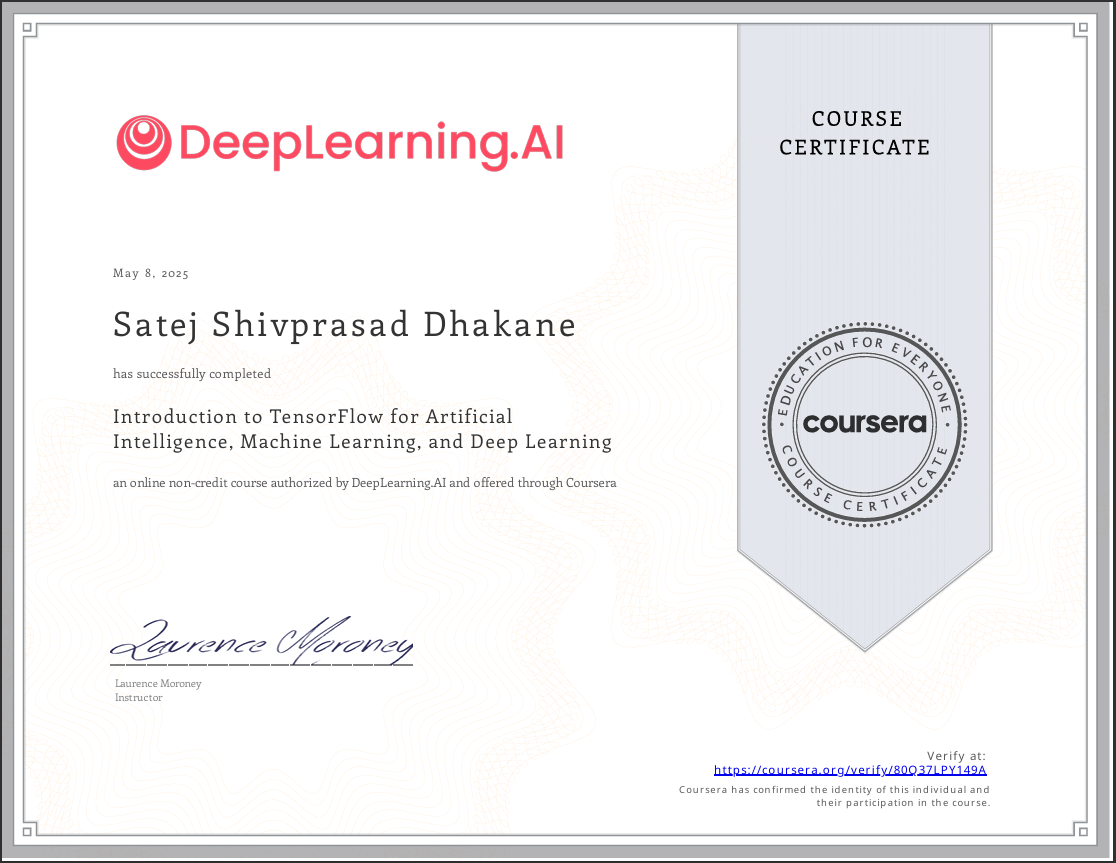 DeepLearning.AI
COURSE
CERTIFICATE
May 8, 2025
Satej Shivprasad Dhakane
has successfully completed
Introduction to TensorFlow for Artificial
Intelligence, Machine Learning, and Deep Learning
an online non-credit course authorized by DeepLearning.AI and offered through Coursera
EDUCATION FOR EVERYONE
coursera
COURSE CERTIFICATE
Laurence Moroney
Laurence Moroney
Instructor
Verify at:
https://coursera.org/verify/80Q37LPY149A
Coursera has confirmed the identity of this individual and
their participation in the course.